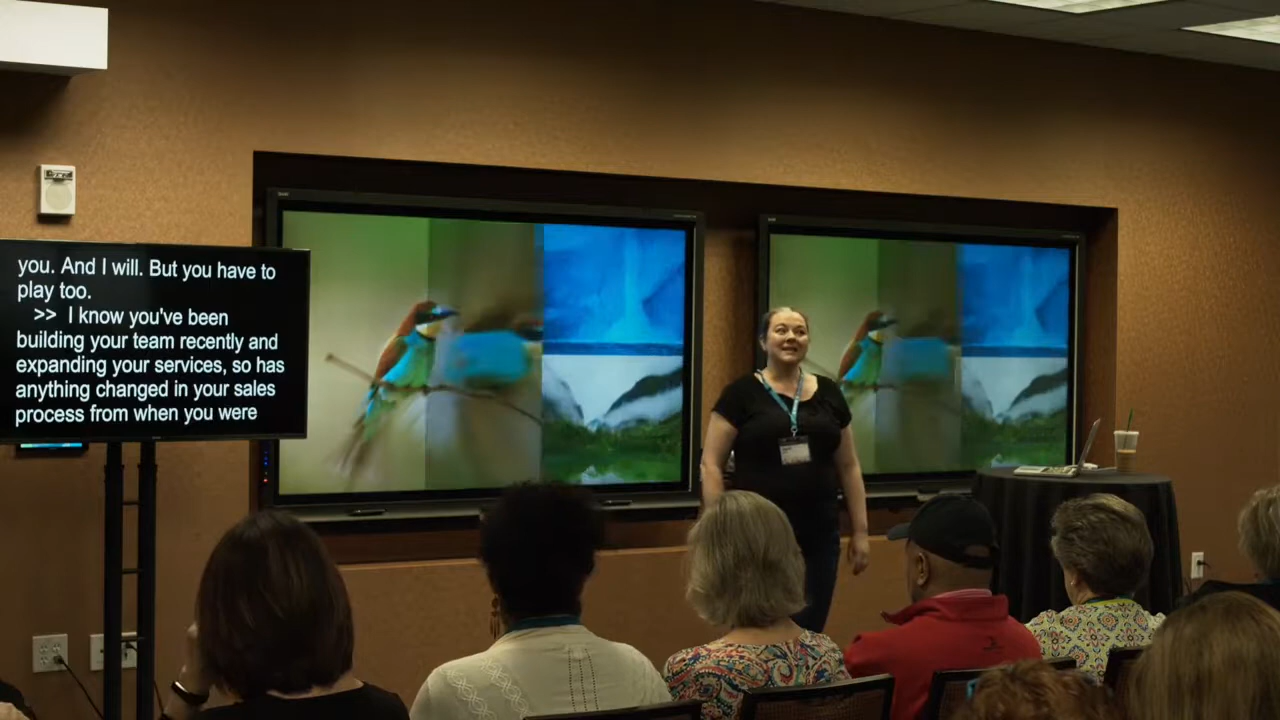 you. And I will. But you have to
play too.
>> I know you've been
building your team recently and
expanding your services, so has
anything changed in your sales
process from when you were